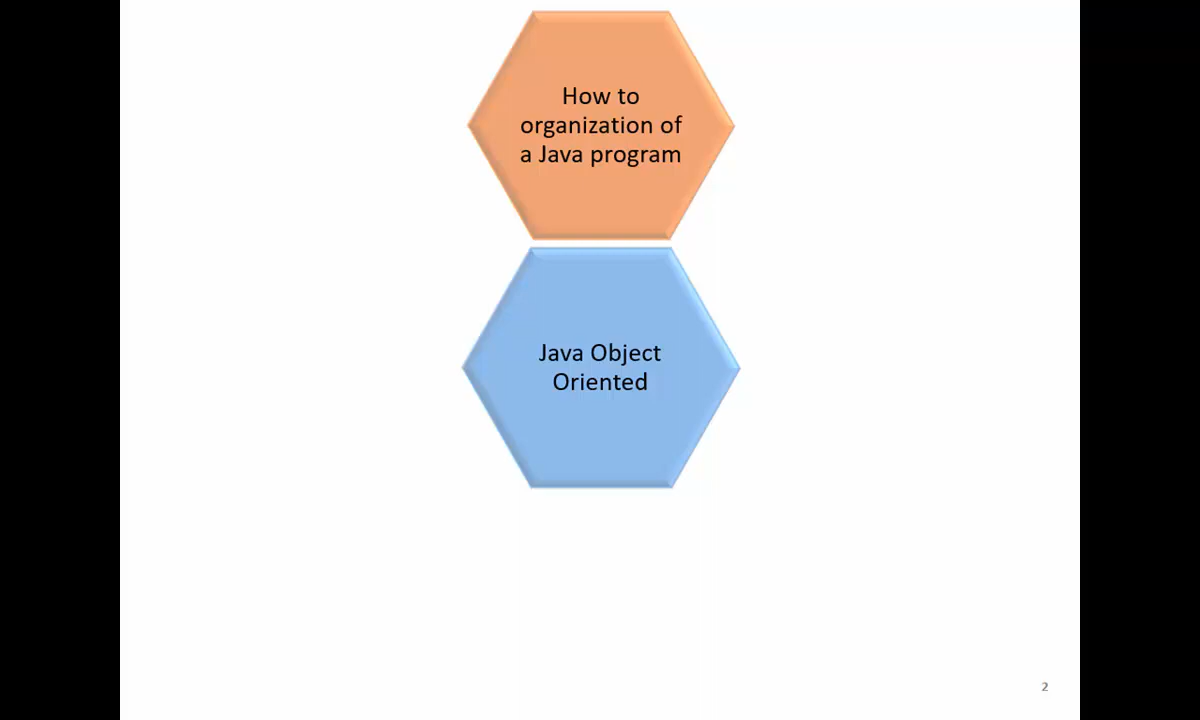 How to
organization of
a Java program
Java Object
Oriented
2